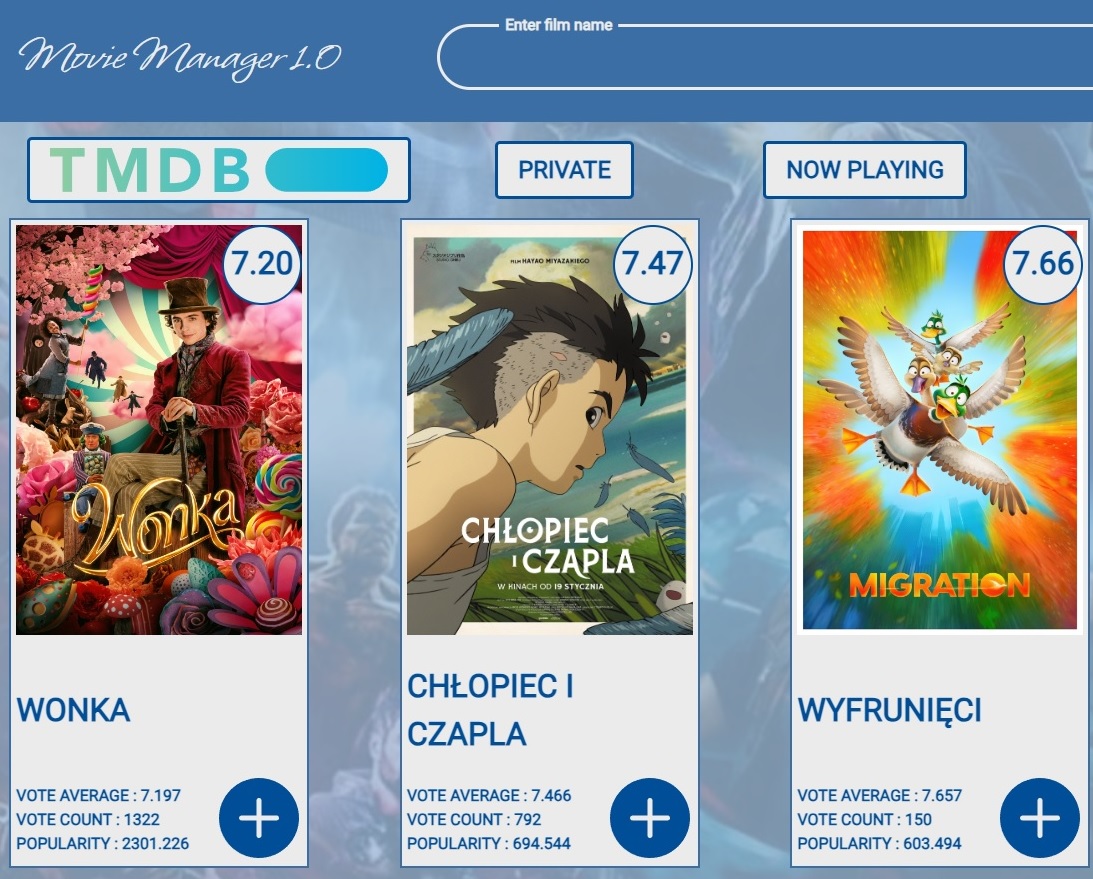 Enter film name
Movie Manager 1.0
TMDB
PRIVATE
NOW PLAYING
7.20
Wonka
WONKA
VOTE AVERAGE : 7.197
VOTE COUNT : 1322
POPULARITY : 2301.226
7.47
FILM HAYAO MIYAZAKIEGO
CHŁOPIEC
I CZAPLA
W KINACH OD 19 STYCZNIA
CHŁOPIEC I
CZAPLA
VOTE AVERAGE : 7.466
VOTE COUNT : 792
POPULARITY : 694.544
7.66
MIGRATION
WYFRUNIĘCI
VOTE AVERAGE : 7.657
VOTE COUNT : 150
POPULARITY : 603.494